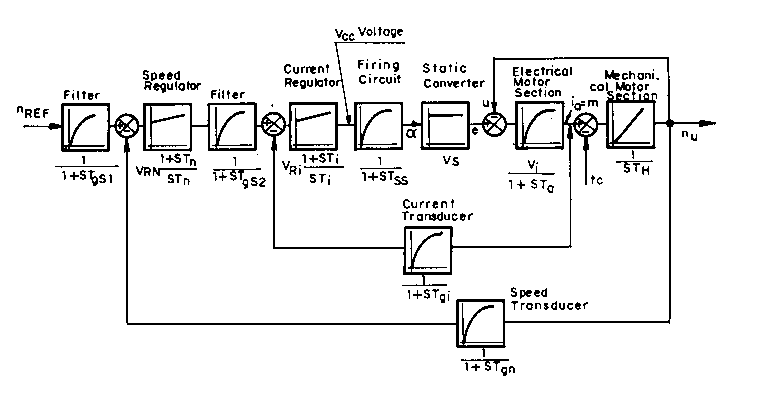 Vcc Voltage
Speed
Regulator
Filter
Filter
Current
Regulator
Firing
Circuit
Static
Converter
Electrical
Motor
Section
Mechani.
cal Motor
Section
nREF
α
e
u
ia=m
nu
tc
1
1+STgS1
VRN 1+STn
STn
1
1+STgS2
VRi 1+STi
STi
1
1+STSS
VS
Vi
1+STa
1
STH
Current
Transducer
1
1+STgi
Speed
Transducer
1
1+STgn